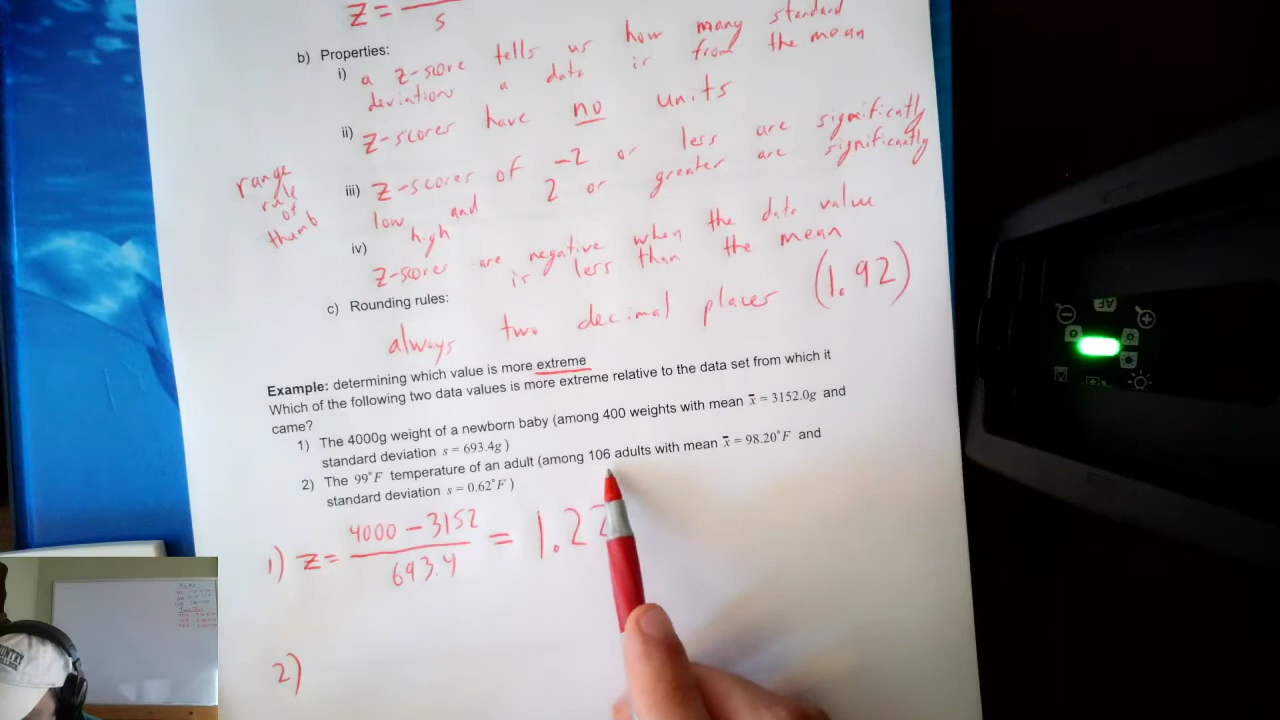 z = ―
s
b) Properties:
i) a z-score tells us how many standard
deviations a data is from the mean
ii) z-scores have no units
iii) z-scores of -2 or less are significantly
low and 2 or greater are significantly
high
range
rule
of
thumb
iv) z-scores are negative when the data value
is less than the mean
c) Rounding rules:
always two decimal places (1.92)
Example: determining which value is more extreme
Which of the following two data values is more extreme relative to the data set from which it
came?
1) The 4000g weight of a newborn baby (among 400 weights with mean x̄ = 3152.0g and
standard deviation s = 693.4g )
2) The 99°F temperature of an adult (among 106 adults with mean x̄ = 98.20°F and
standard deviation s = 0.62°F )
1) z = 4000 - 3152 / 693.4 = 1.22
2)